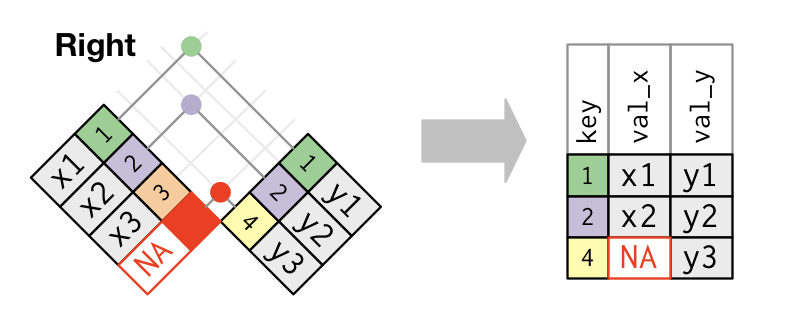 Right
1 x1
2 x2
3 x3
NA
1 y1
2 y2
4 y3
key val_x val_y
1 x1 y1
2 x2 y2
4 NA y3